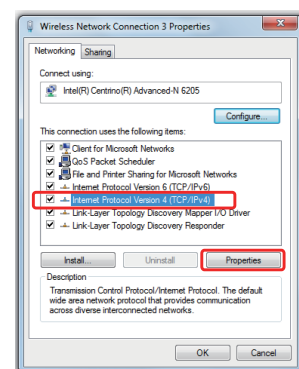 Wireless Network Connection 3 Properties
Networking Sharing
Connect using:
Intel(R) Centrino(R) Advanced-N 6205
Configure...
This connection uses the following items:
Client for Microsoft Networks
QoS Packet Scheduler
File and Printer Sharing for Microsoft Networks
Internet Protocol Version 6 (TCP/IPv6)
Internet Protocol Version 4 (TCP/IPv4)
Link-Layer Topology Discovery Mapper I/O Driver
Link-Layer Topology Discovery Responder
Install... Uninstall Properties
Description
Transmission Control Protocol/Internet Protocol. The default
wide area network protocol that provides communication
across diverse interconnected networks.
OK Cancel